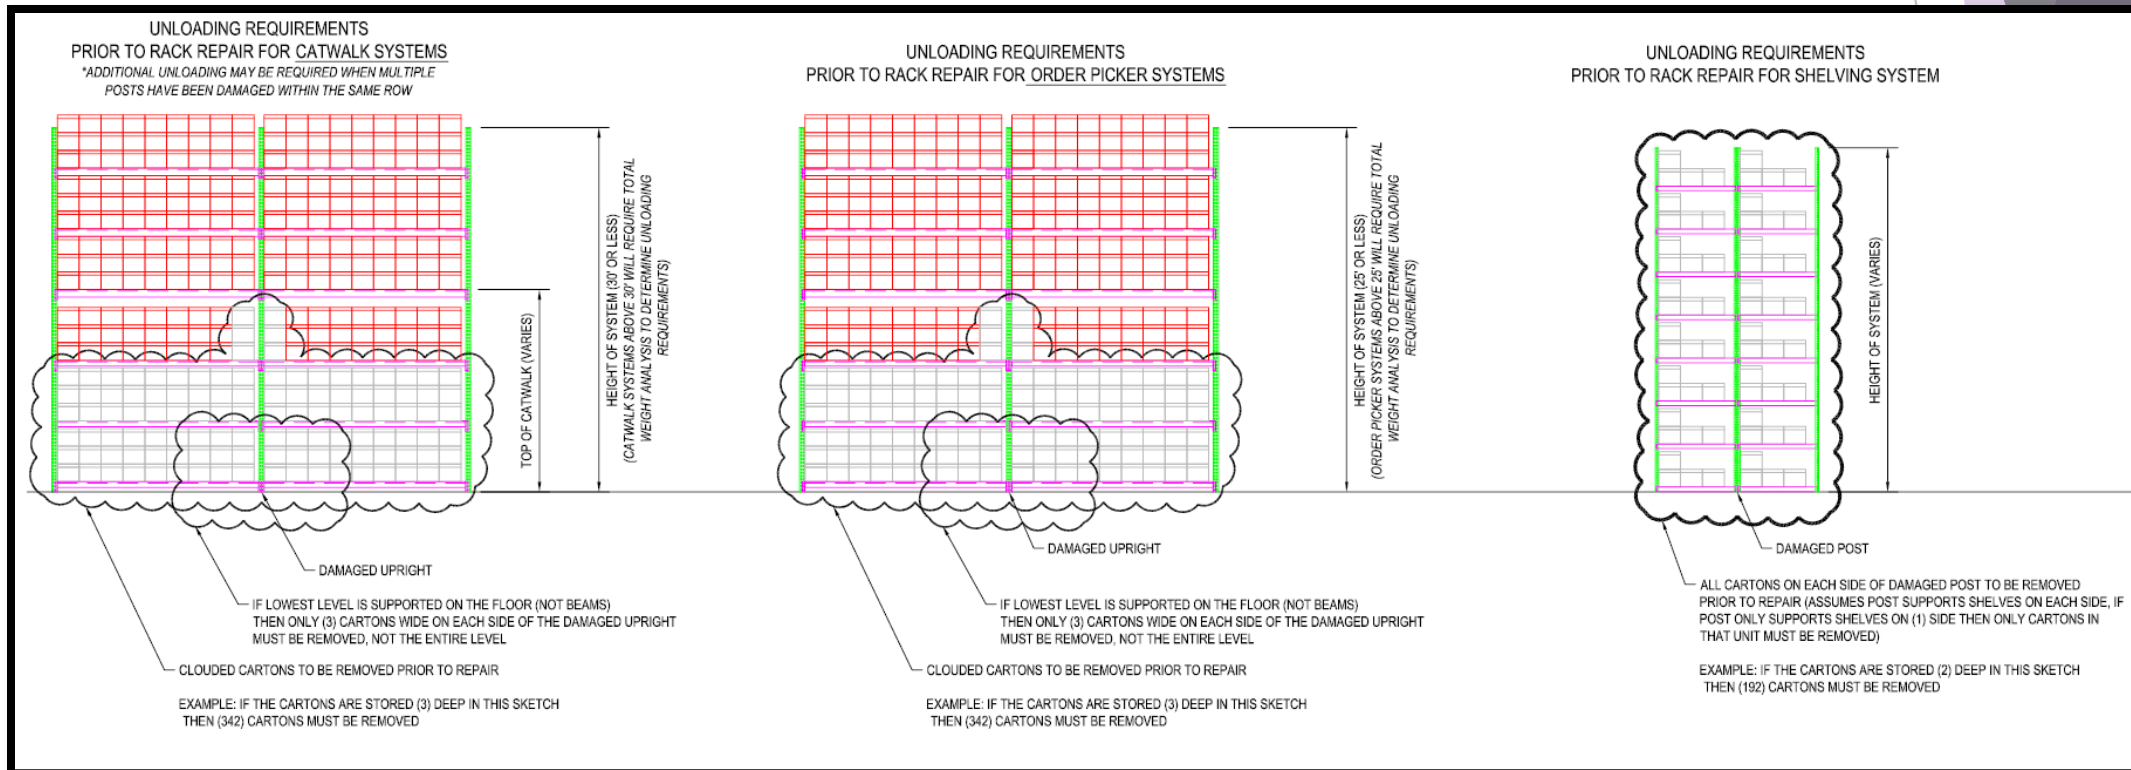 UNLOADING REQUIREMENTS
PRIOR TO RACK REPAIR FOR CATWALK SYSTEMS
*ADDITIONAL UNLOADING MAY BE REQUIRED WHEN MULTIPLE
POSTS HAVE BEEN DAMAGED WITHIN THE SAME ROW
TOP OF CATWALK (VARIES)
HEIGHT OF SYSTEM (30' OR LESS)
(CATWALK SYSTEMS ABOVE 30' WILL REQUIRE TOTAL
WEIGHT ANALYSIS TO DETERMINE UNLOADING
REQUIREMENTS)
DAMAGED UPRIGHT
IF LOWEST LEVEL IS SUPPORTED ON THE FLOOR (NOT BEAMS)
THEN ONLY (3) CARTONS WIDE ON EACH SIDE OF THE DAMAGED UPRIGHT
MUST BE REMOVED, NOT THE ENTIRE LEVEL
CLOUDED CARTONS TO BE REMOVED PRIOR TO REPAIR
EXAMPLE: IF THE CARTONS ARE STORED (3) DEEP IN THIS SKETCH
THEN (342) CARTONS MUST BE REMOVED
UNLOADING REQUIREMENTS
PRIOR TO RACK REPAIR FOR ORDER PICKER SYSTEMS
HEIGHT OF SYSTEM (25' OR LESS)
(ORDER PICKER SYSTEMS ABOVE 25' WILL REQUIRE TOTAL
WEIGHT ANALYSIS TO DETERMINE UNLOADING
REQUIREMENTS)
DAMAGED UPRIGHT
IF LOWEST LEVEL IS SUPPORTED ON THE FLOOR (NOT BEAMS)
THEN ONLY (3) CARTONS WIDE ON EACH SIDE OF THE DAMAGED UPRIGHT
MUST BE REMOVED, NOT THE ENTIRE LEVEL
CLOUDED CARTONS TO BE REMOVED PRIOR TO REPAIR
EXAMPLE: IF THE CARTONS ARE STORED (3) DEEP IN THIS SKETCH
THEN (342) CARTONS MUST BE REMOVED
UNLOADING REQUIREMENTS
PRIOR TO RACK REPAIR FOR SHELVING SYSTEM
HEIGHT OF SYSTEM (VARIES)
DAMAGED POST
ALL CARTONS ON EACH SIDE OF DAMAGED POST TO BE REMOVED
PRIOR TO REPAIR (ASSUMES POST SUPPORTS SHELVES ON EACH SIDE, IF
POST ONLY SUPPORTS SHELVES ON (1) SIDE THEN ONLY CARTONS IN
THAT UNIT MUST BE REMOVED)
EXAMPLE: IF THE CARTONS ARE STORED (2) DEEP IN THIS SKETCH
THEN (192) CARTONS MUST BE REMOVED